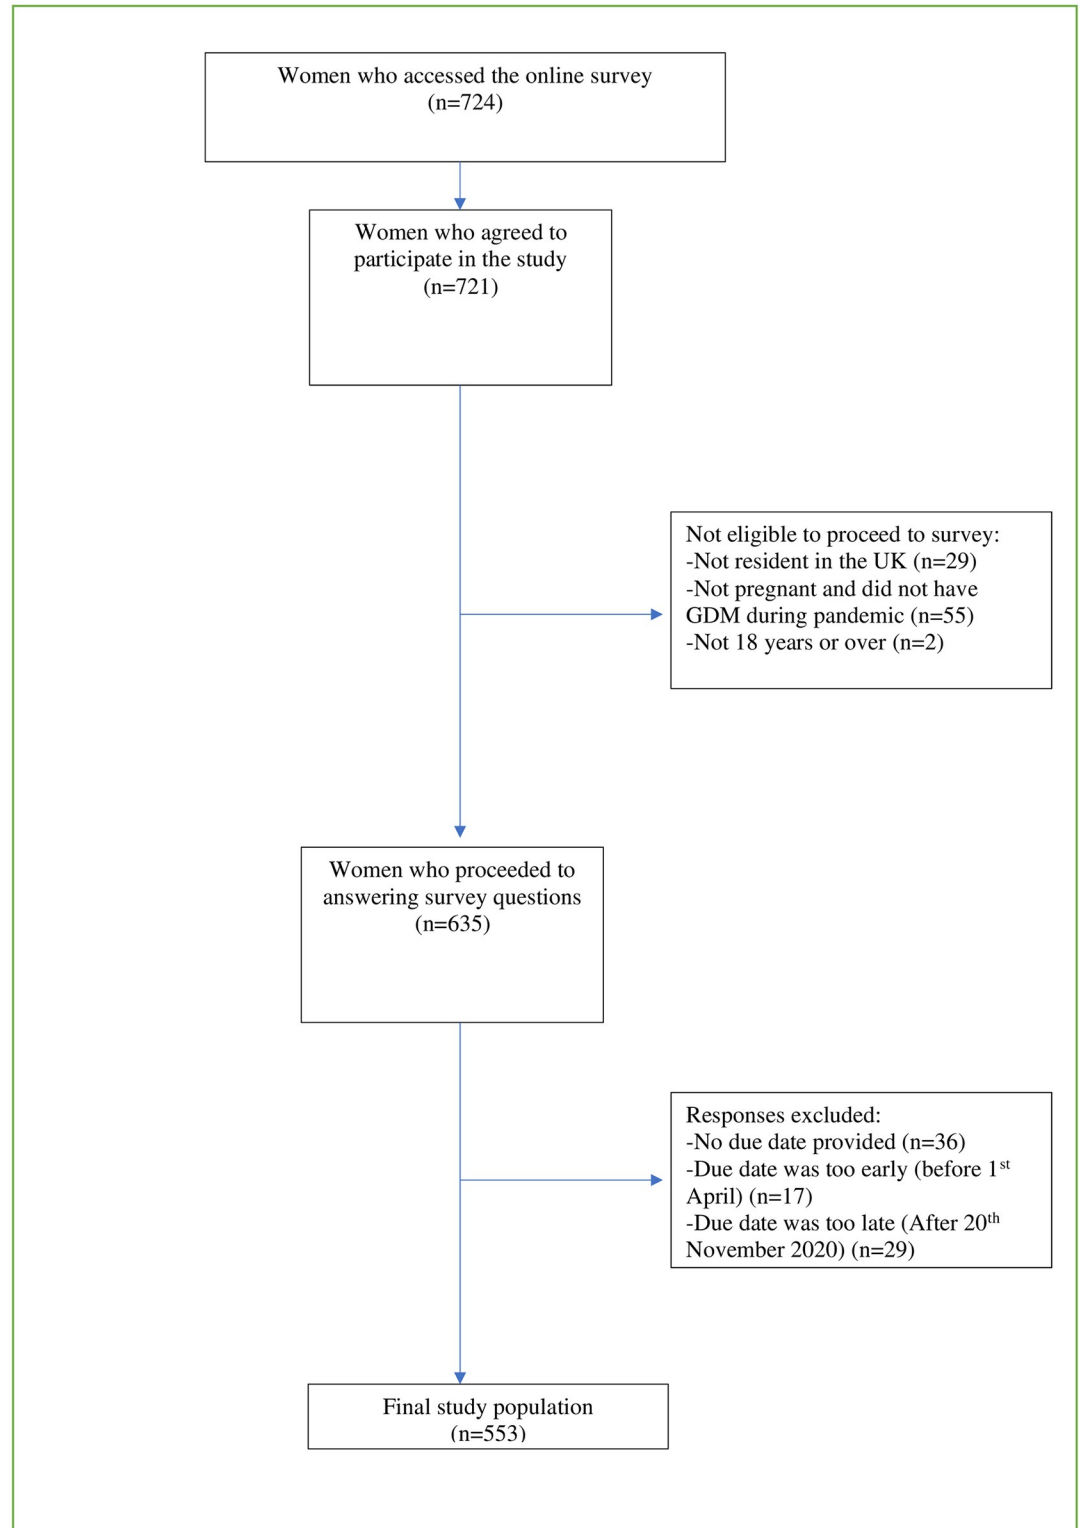 Women who accessed the online survey
(n=724)
Women who agreed to
participate in the study
(n=721)
Not eligible to proceed to survey:
-Not resident in the UK (n=29)
-Not pregnant and did not have
GDM during pandemic (n=55)
-Not 18 years or over (n=2)
Women who proceeded to
answering survey questions
(n=635)
Responses excluded:
-No due date provided (n=36)
-Due date was too early (before 1st
April) (n=17)
-Due date was too late (After 20th
November 2020) (n=29)
Final study population
(n=553)